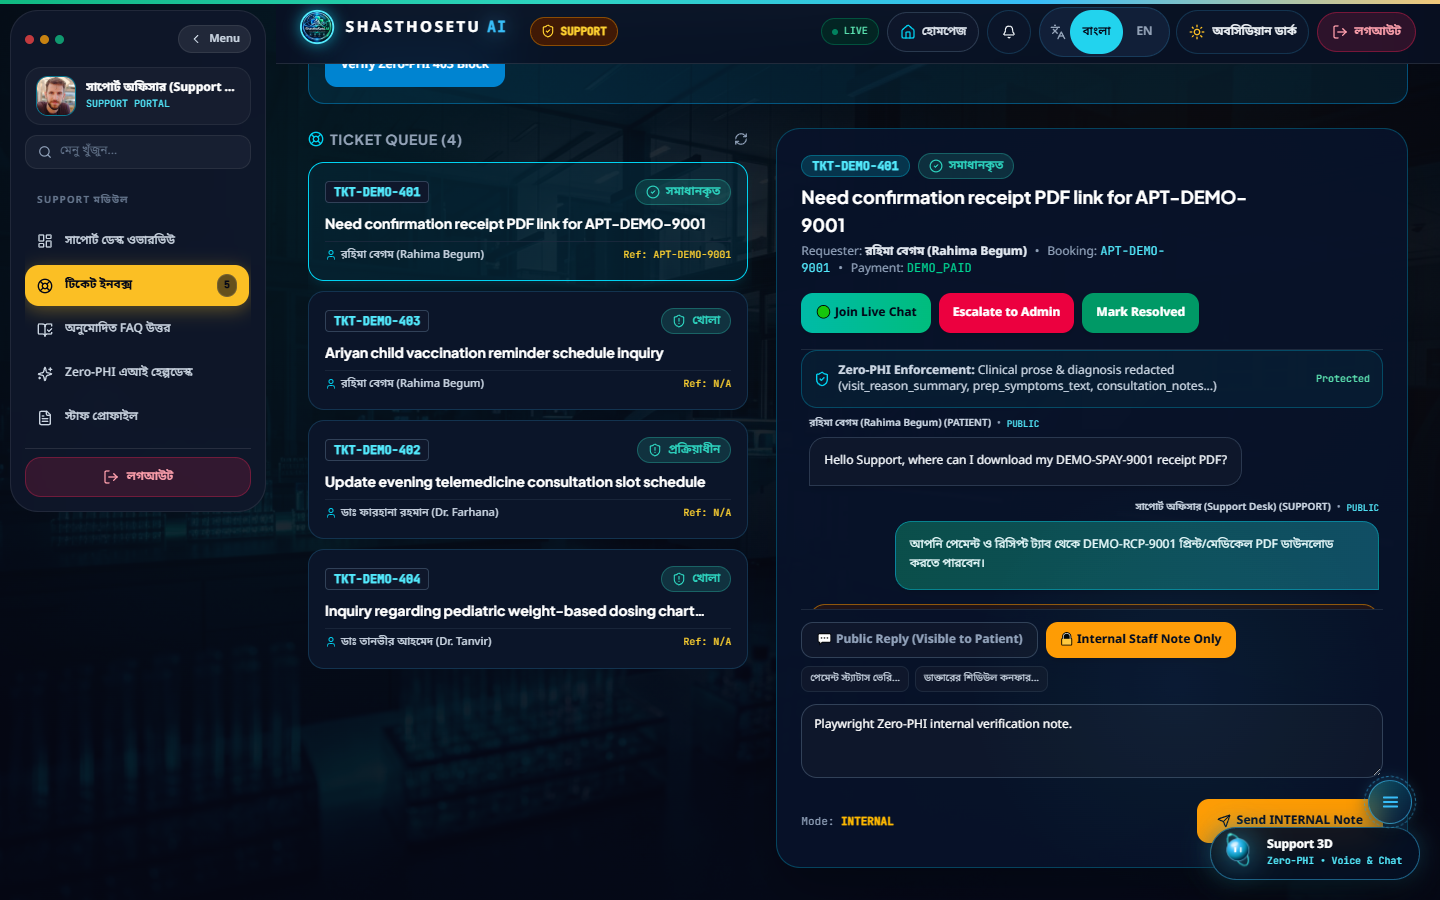 Menu
সাপোর্ট অফিসার (Support ...
SUPPORT PORTAL
মেনু খুঁজুন...
SUPPORT মডিউল
সাপোর্ট ডেস্ক ওভারভিউ
টিকেট ইনবক্স
5
অনুমোদিত FAQ উত্তর
Zero-PHI এআই হেল্পডেস্ক
স্টাফ প্রোফাইল
লগআউট
SHASTHOSETU AI
SUPPORT
LIVE
হোমপেজ
বাংলা
EN
অবসিডিয়ান ডার্ক
লগআউট
Verify Zero-PHI 403 Block
TICKET QUEUE (4)
TKT-DEMO-401
সমাধানকৃত
Need confirmation receipt PDF link for APT-DEMO-9001
রহিমা বেগম (Rahima Begum)
Ref: APT-DEMO-9001
TKT-DEMO-403
খোলা
Ariyan child vaccination reminder schedule inquiry
রহিমা বেগম (Rahima Begum)
Ref: N/A
TKT-DEMO-402
প্রক্রিয়াধীন
Update evening telemedicine consultation slot schedule
ডাঃ ফারহানা রহমান (Dr. Farhana)
Ref: N/A
TKT-DEMO-404
খোলা
Inquiry regarding pediatric weight-based dosing chart...
ডাঃ তানভীর আহমেদ (Dr. Tanvir)
Ref: N/A
TKT-DEMO-401
সমাধানকৃত
Need confirmation receipt PDF link for APT-DEMO-
9001
Requester: রহিমা বেগম (Rahima Begum) • Booking: APT-DEMO-
9001 • Payment: DEMO_PAID
Join Live Chat
Escalate to Admin
Mark Resolved
Zero-PHI Enforcement: Clinical prose & diagnosis redacted
(visit_reason_summary, prep_symptoms_text, consultation_notes...)
Protected
রহিমা বেগম (Rahima Begum) (PATIENT) • PUBLIC
Hello Support, where can I download my DEMO-SPAY-9001 receipt PDF?
সাপোর্ট অফিসার (Support Desk) (SUPPORT) • PUBLIC
আপনি পেমেন্ট ও রিসিপ্ট ট্যাব থেকে DEMO-RCP-9001 প্রিন্ট/মেডিকেল PDF ডাউনলোড
করতে পারবেন।
Public Reply (Visible to Patient)
Internal Staff Note Only
পেমেন্ট স্ট্যাটাস ভেরি...
ডাক্তারের শিডিউল কনফার...
Playwright Zero-PHI internal verification note.
Mode: INTERNAL
Send INTERNAL Note
Support 3D
Zero-PHI • Voice & Chat